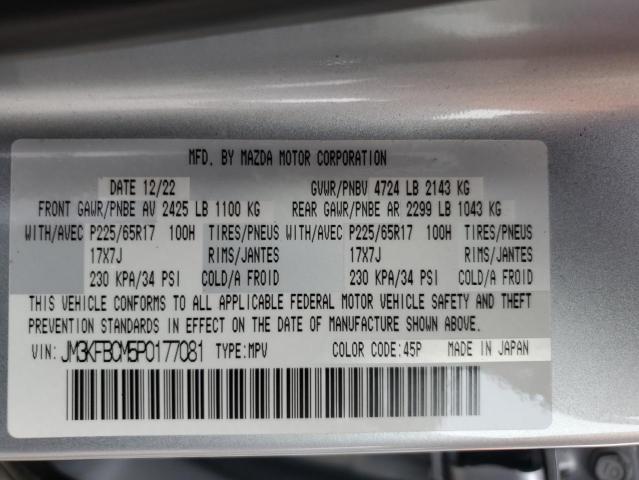 MFD. BY MAZDA MOTOR CORPORATION
DATE 12/22 GVWR/PNBV 4724 LB 2143 KG
FRONT GAWR/PNBE AV 2425 LB 1100 KG REAR GAWR/PNBE AR 2299 LB 1043 KG
WITH/AVEC P225/65R17 100H TIRES/PNEUS WITH/AVEC P225/65R17 100H TIRES/PNEUS
17X7J RIMS/JANTES 17X7J RIMS/JANTES
230 KPA/34 PSI COLD/A FROID 230 KPA/34 PSI COLD/A FROID
THIS VEHICLE CONFORMS TO ALL APPLICABLE FEDERAL MOTOR VEHICLE SAFETY AND THEFT
PREVENTION STANDARDS IN EFFECT ON THE DATE OF MANUFACTURE SHOWN ABOVE.
VIN: JM3KFBCM5P0177081 TYPE:MPV COLOR CODE:45P MADE IN JAPAN